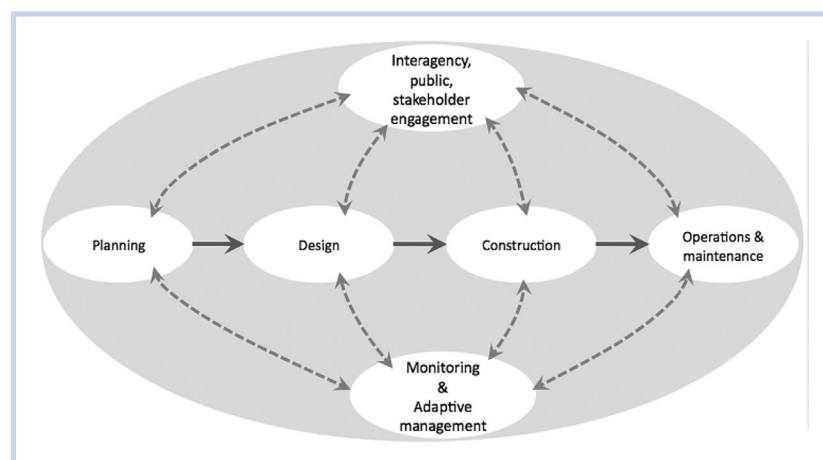 Interagency,
public,
stakeholder
engagement
Planning
Design
Construction
Operations &
maintenance
Monitoring
&
Adaptive
management